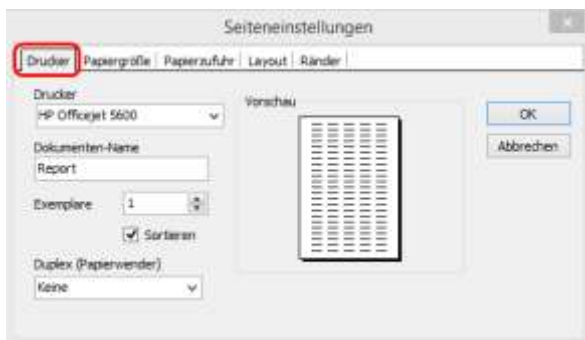 Seiteneinstellungen
Drucker Papiergröße Papierzufuhr Layout Ränder
Drucker
HP Officejet 5600
Dokumenten-Name
Report
Exemplare 1
Sortieren
Duplex (Papierwender)
Keine
Vorschau
OK
Abbrechen